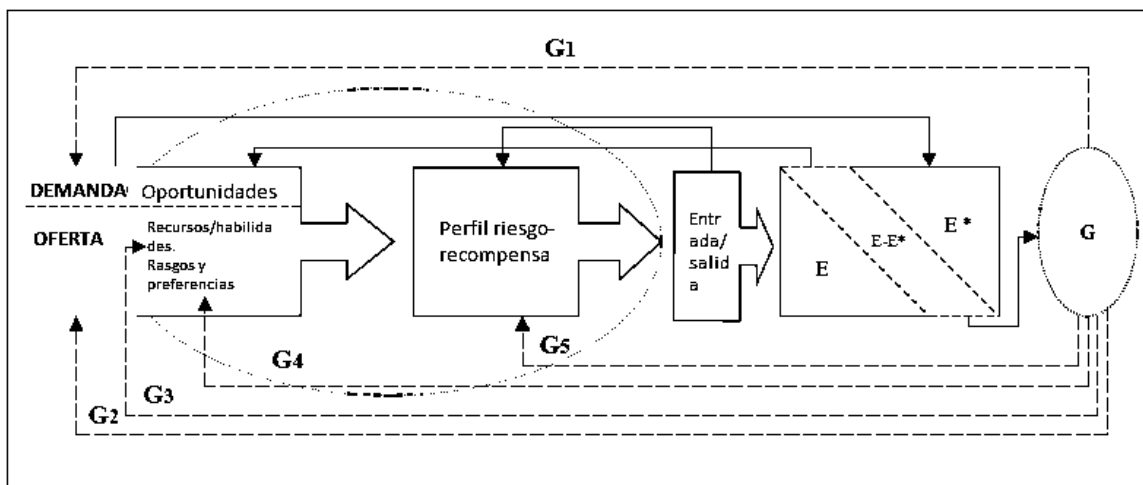 G1
DEMANDA
Oportunidades
OFERTA
Recursos/habilida
des.
Rasgos y
preferencias
Perfil riesgo-
recompensa
Entr
ada/
salid
a
E
E-E*
E*
G
G5
G4
G3
G2